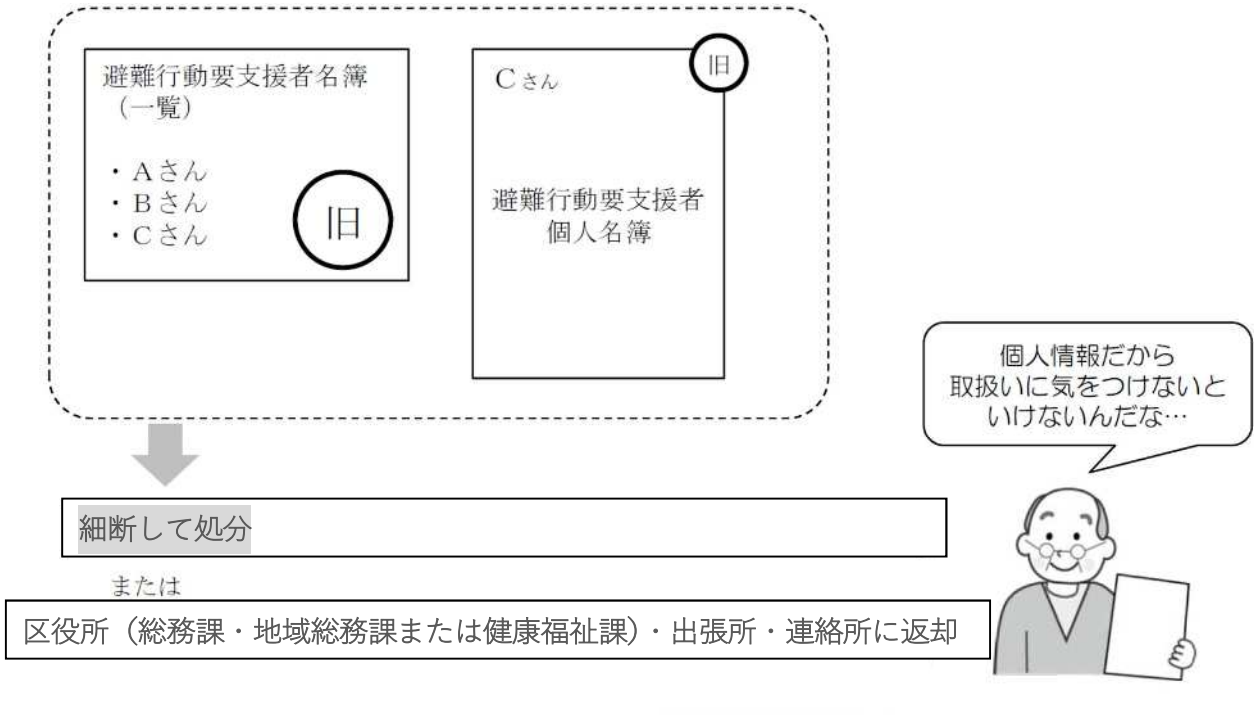 避難行動要支援者名簿
（一覧）
・Aさん
・Bさん
・Cさん
旧
Cさん
旧
避難行動要支援者
個人名簿
個人情報だから
取扱いに気をつけないと
いけないんだな…
細断して処分
または
区役所（総務課・地域総務課または健康福祉課）・出張所・連絡所に返却